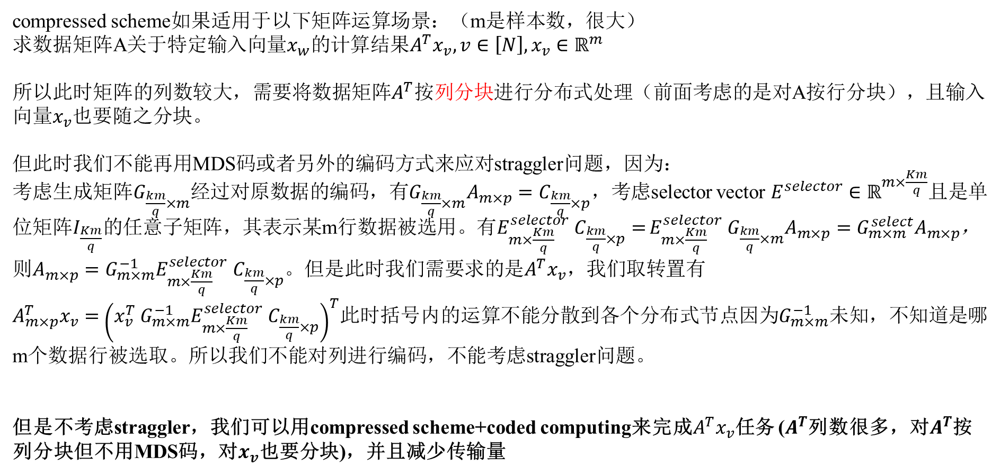 compressed scheme如果适用于以下矩阵运算场景：（m是样本数，很大）
求数据矩阵A关于特定输入向量$x_w$的计算结果$A^T x_v, v \in [N], x_v \in \mathbb{R}^m$
所以此时矩阵的列数较大，需要将数据矩阵$A^T$按列分块进行分布式处理（前面考虑的是对A按行分块），且输入
向量$x_v$也要随之分块。
但此时我们不能再用MDS码或者另外的编码方式来应对straggler问题，因为：
考虑生成矩阵$G_{\frac{km}{q} \times m}$经过对原数据的编码，有$G_{\frac{km}{q} \times m} A_{m \times p} = C_{\frac{km}{q} \times p}$，考虑selector vector $E^{selector} \in \mathbb{R}^{m \times \frac{Km}{q}}$且是单
位矩阵$I_{\frac{Km}{q}}$的任意子矩阵，其表示某m行数据被选用。有$E^{selector}_{m \times \frac{Km}{q}} C_{\frac{km}{q} \times p} = E^{selector}_{m \times \frac{Km}{q}} G_{\frac{km}{q} \times m} A_{m \times p} = G^{select}_{m \times m} A_{m \times p}$，
则$A_{m \times p} = G^{-1}_{m \times m} E^{selector}_{m \times \frac{Km}{q}} C_{\frac{km}{q} \times p}$。但是此时我们需要求的是$A^T x_v$，我们取转置有
$A^T_{m \times p} x_v = \left( x_v^T G^{-1}_{m \times m} E^{selector}_{m \times \frac{Km}{q}} C_{\frac{km}{q} \times p} \right)^T$此时括号内的运算不能分散到各个分布式节点因为$G^{-1}_{m \times m}$未知，不知道是哪
m个数据行被选取。所以我们不能对列进行编码，不能考虑straggler问题。
但是不考虑straggler，我们可以用compressed scheme+coded computing来完成$A^T x_v$任务($A^T$列数很多，对$A^T$按
列分块但不用MDS码，对$x_v$也要分块)，并且减少传输量